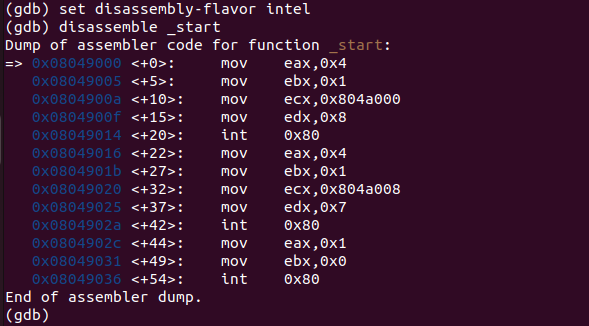 (gdb) set disassembly-flavor intel
(gdb) disassemble _start
Dump of assembler code for function _start:
=> 0x08049000 <+0>:     mov    eax,0x4
   0x08049005 <+5>:     mov    ebx,0x1
   0x0804900a <+10>:    mov    ecx,0x804a000
   0x0804900f <+15>:    mov    edx,0x8
   0x08049014 <+20>:    int    0x80
   0x08049016 <+22>:    mov    eax,0x4
   0x0804901b <+27>:    mov    ebx,0x1
   0x08049020 <+32>:    mov    ecx,0x804a008
   0x08049025 <+37>:    mov    edx,0x7
   0x0804902a <+42>:    int    0x80
   0x0804902c <+44>:    mov    eax,0x1
   0x08049031 <+49>:    mov    ebx,0x0
   0x08049036 <+54>:    int    0x80
End of assembler dump.
(gdb)